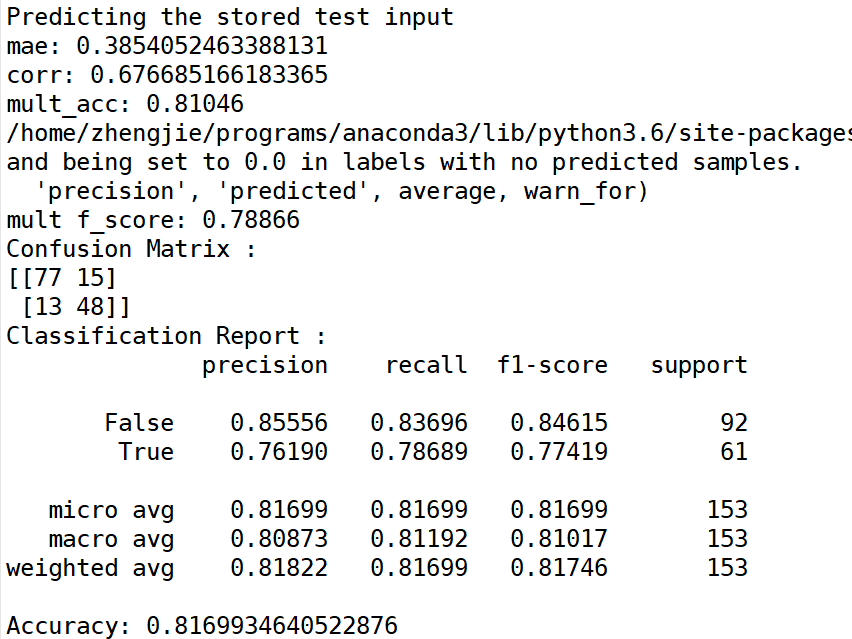 Predicting the stored test input
mae: 0.3854052463388131
corr: 0.676685166183365
mult_acc: 0.81046
/home/zhengjie/programs/anaconda3/lib/python3.6/site-packages
and being set to 0.0 in labels with no predicted samples.
  'precision', 'predicted', average, warn_for)
mult f_score: 0.78866
Confusion Matrix :
[[77 15]
 [13 48]]
Classification Report :
              precision    recall  f1-score   support

       False    0.85556   0.83696   0.84615        92
        True    0.76190   0.78689   0.77419        61

   micro avg    0.81699   0.81699   0.81699       153
   macro avg    0.80873   0.81192   0.81017       153
weighted avg    0.81822   0.81699   0.81746       153

Accuracy: 0.8169934640522876